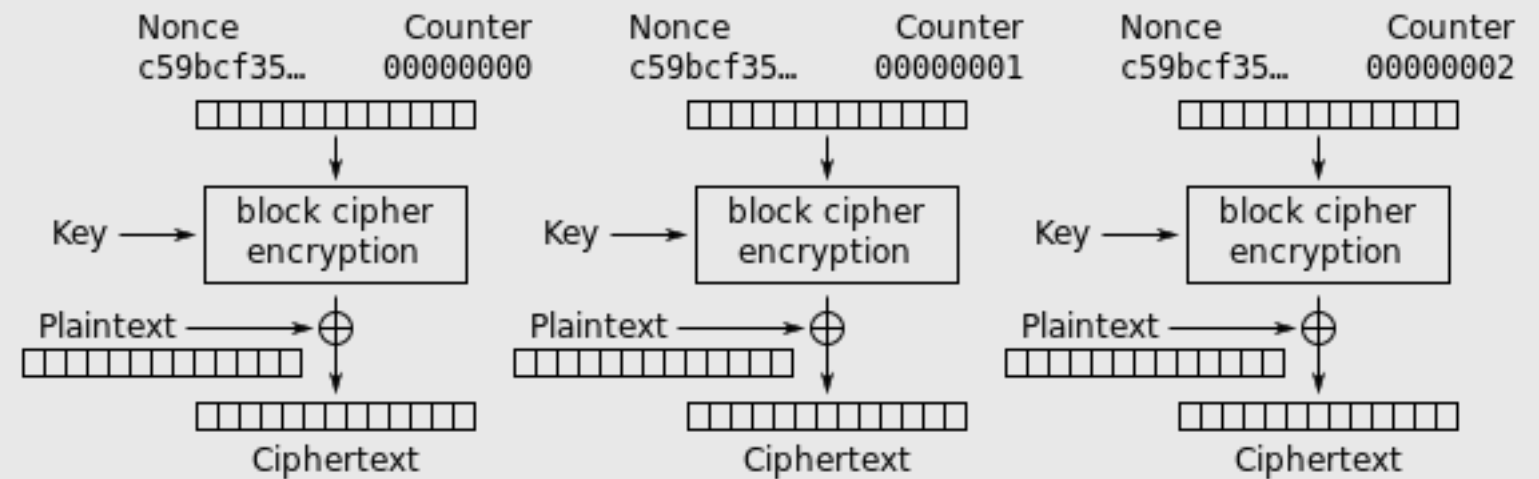 Nonce Counter Nonce Counter Nonce Counter
c59bcf35… 00000000 c59bcf35… 00000001 c59bcf35… 00000002
block cipher block cipher block cipher
Key Key Key
encryption encryption encryption
Plaintext Plaintext Plaintext
Ciphertext Ciphertext Ciphertext